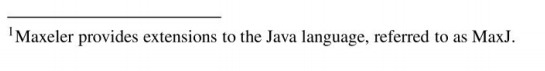 ¹Maxeler provides extensions to the Java language, referred to as MaxJ.